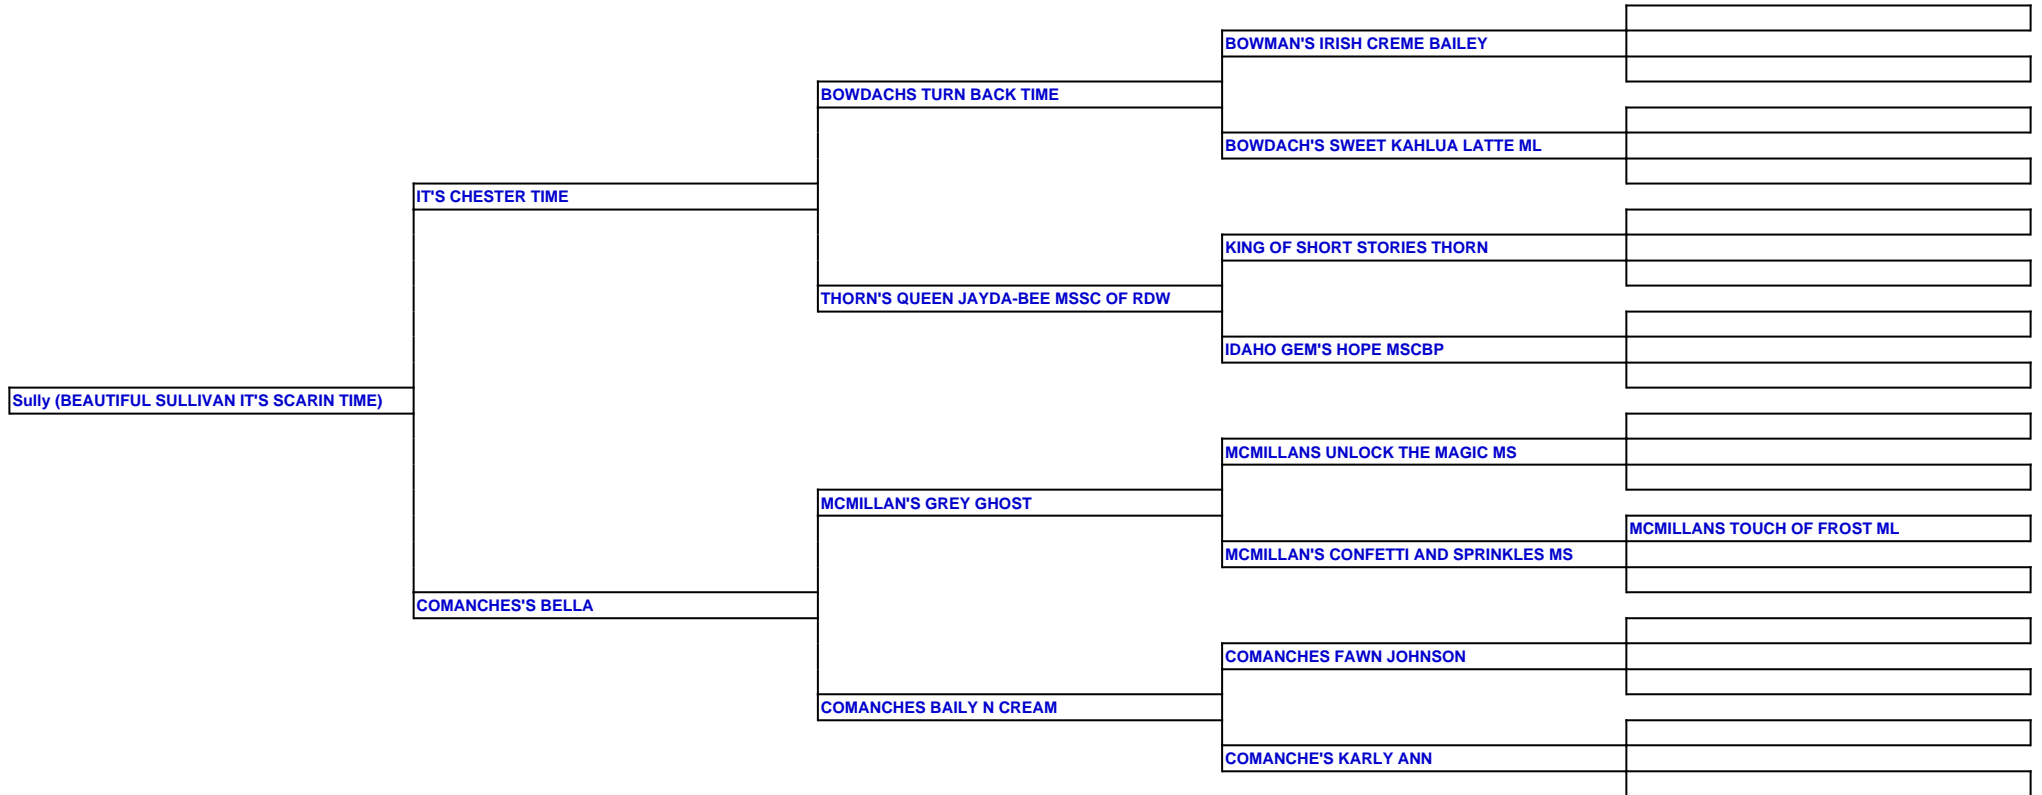 BOWMAN'S IRISH CREME BAILEY
BOWDACHS TURN BACK TIME
BOWDACH'S SWEET KAHLUA LATTE ML
IT'S CHESTER TIME
KING OF SHORT STORIES THORN
THORN'S QUEEN JAYDA-BEE MSSC OF RDW
IDAHO GEM'S HOPE MSCBP
Sully (BEAUTIFUL SULLIVAN IT'S SCARIN TIME)
MCMILLANS UNLOCK THE MAGIC MS
MCMILLAN'S GREY GHOST
MCMILLANS TOUCH OF FROST ML
MCMILLAN'S CONFETTI AND SPRINKLES MS
COMANCHES'S BELLA
COMANCHES FAWN JOHNSON
COMANCHES BAILY N CREAM
COMANCHE'S KARLY ANN